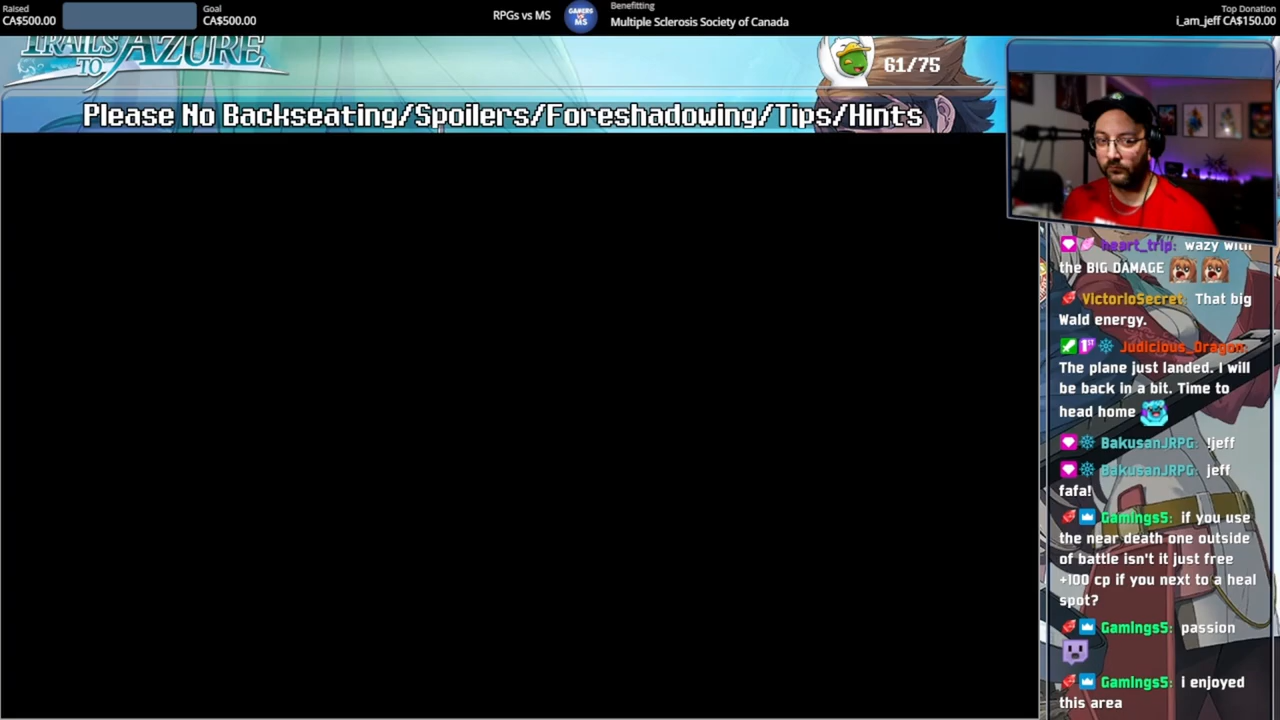 Raised
CA$500.00
Goal
CA$500.00
RPGs vs MS
GAMERS
VS
MS
Benefitting
Multiple Sclerosis Society of Canada
Top Donation
i_am_jeff CA$150.00
TRAILS
TO AZURE
61/75
Please No Backseating/Spoilers/Foreshadowing/Tips/Hints
heart_trip: wazy with
the BIG DAMAGE
VictorioSecret: That big
Wald energy.
Judicious_Dragon:
The plane just landed. I will
be back in a bit. Time to
head home
BakusanJRPG: !jeff
BakusanJRPG: jeff
fafa!
Gamings5: if you use
the near death one outside
of battle isn't it just free
+100 cp if you next to a heal
spot?
Gamings5: passion
Gamings5: i enjoyed
this area